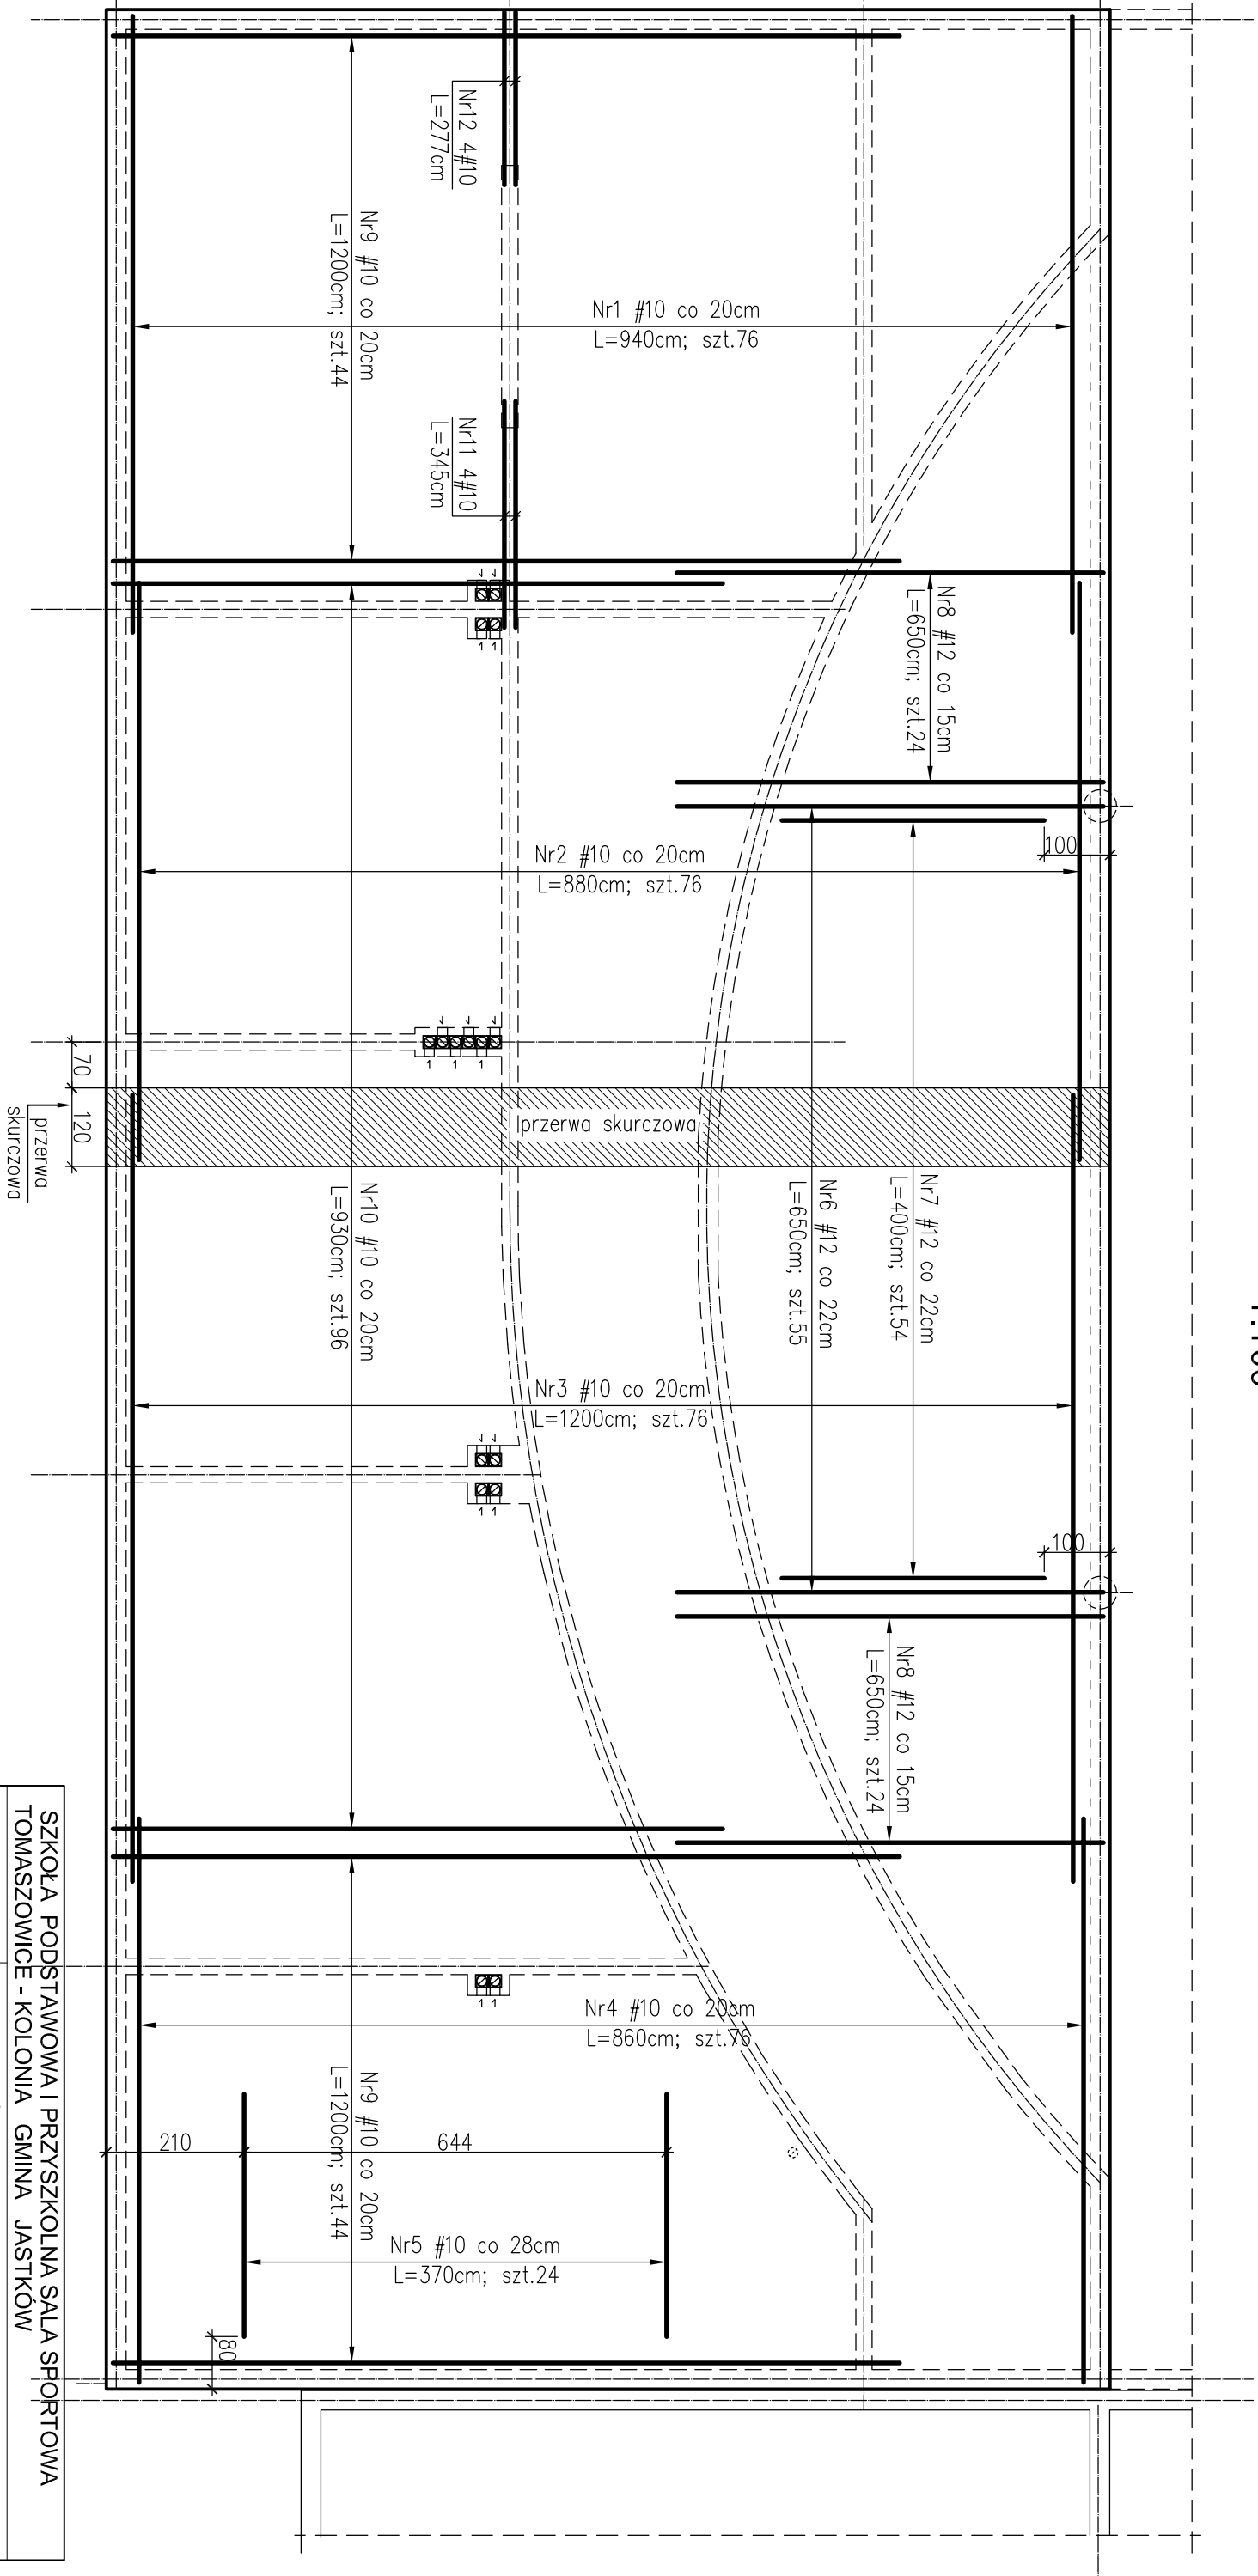 Nr12 4#10
L=277cm
Nr9 #10 co 20cm
L=1200cm; szt.44
Nr1 #10 co 20cm
L=940cm; szt.76
Nr11 4#10
L=345cm
Nr8 #12 co 15cm
L=650cm; szt.24
100
Nr2 #10 co 20cm
L=880cm; szt.76
70
120
przerwa skurczowa
przerwa
skurczowa
Nr10 #10 co 20cm
L=930cm; szt.96
Nr6 #12 co 22cm
L=650cm; szt.55
Nr7 #12 co 22cm
L=400cm; szt.54
Nr3 #10 co 20cm
L=1200cm; szt.76
100
Nr8 #12 co 15cm
L=650cm; szt.24
Nr4 #10 co 20cm
L=860cm; szt.76
Nr9 #10 co 20cm
L=1200cm; szt.44
210
644
Nr5 #10 co 28cm
L=370cm; szt.24
80
SZKOŁA PODSTAWOWA I PRZYSZKOLNA SALA SPORTOWA
TOMASZOWICE - KOLONIA GMINA JASTKÓW